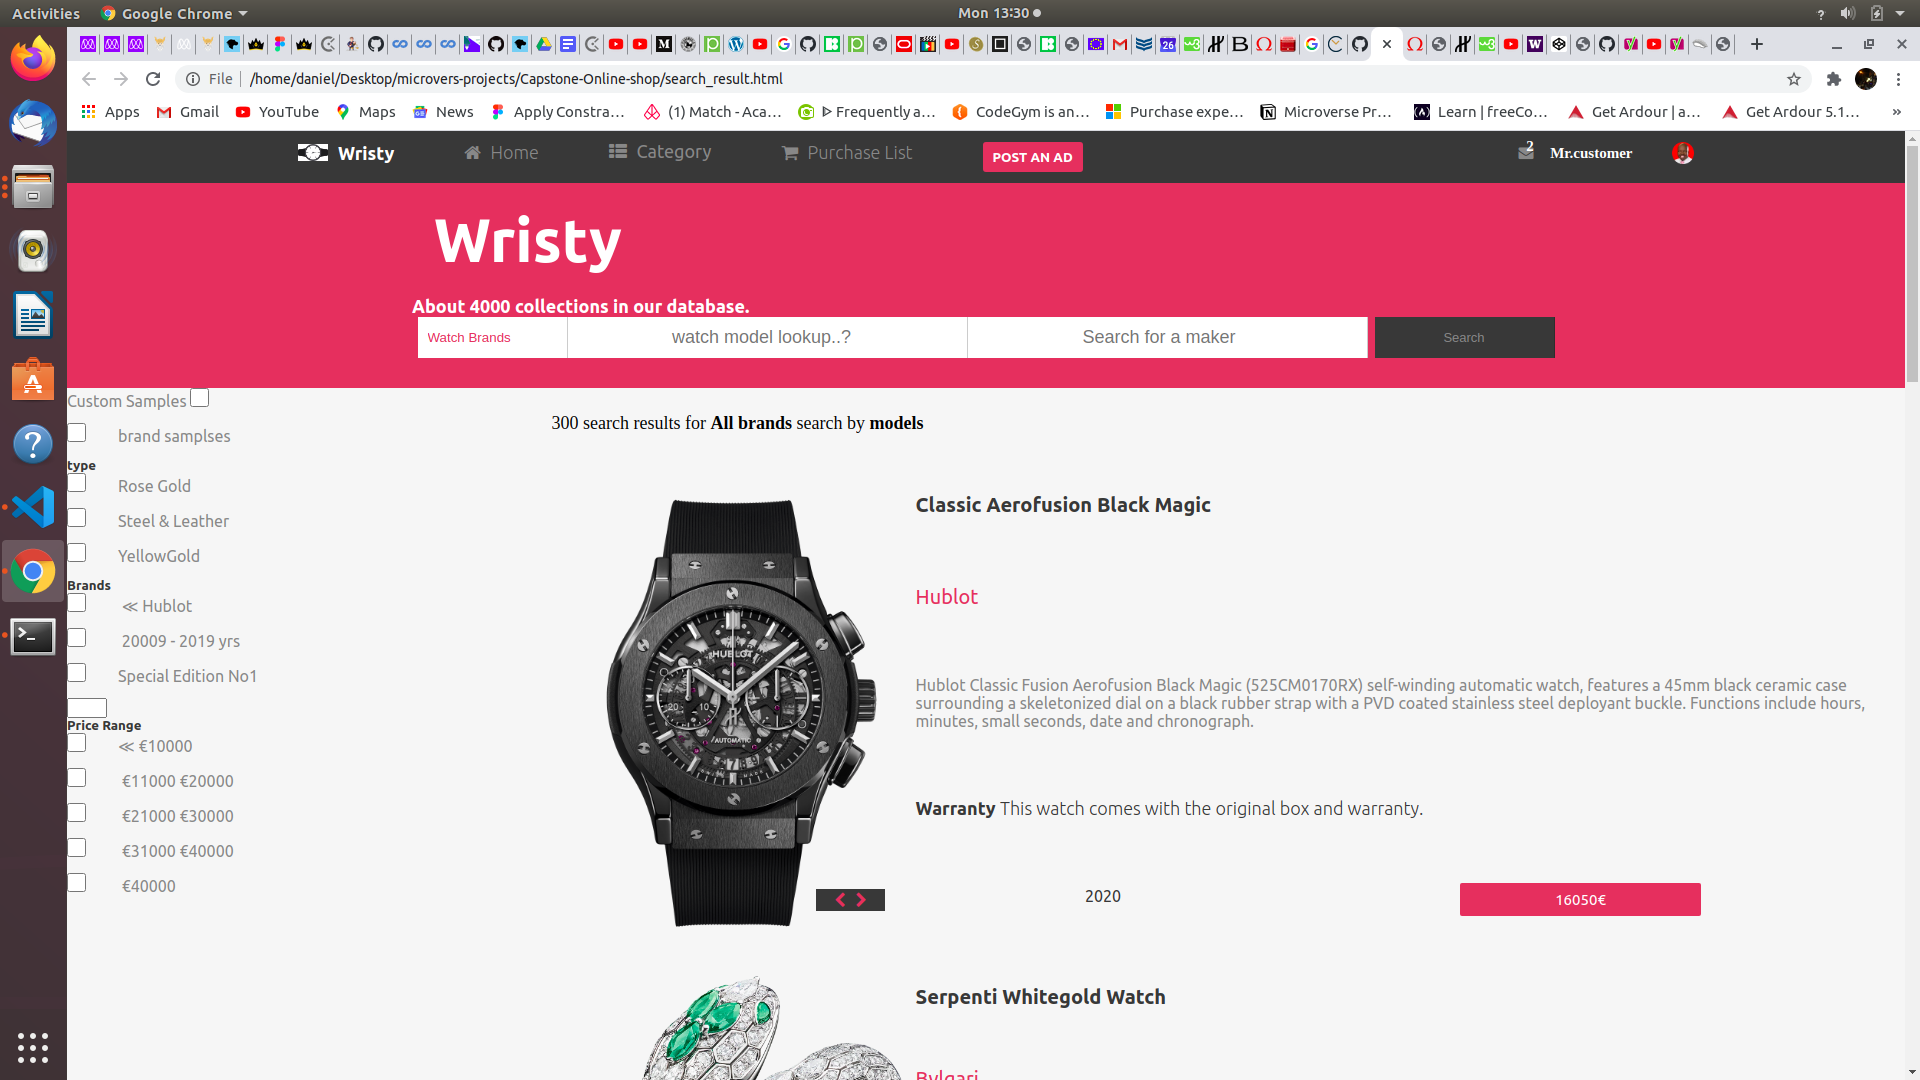 Activities Google Chrome Mon 13:30
26
File /home/daniel/Desktop/microvers-projects/Capstone-Online-shop/search_result.html
Apps Gmail YouTube Maps News Apply Constra… (1) Match - Aca… ᐅ Frequently a… CodeGym is an… Purchase expe… Microverse Pr… Learn | freeCo… Get Ardour | a… Get Ardour 5.1… »
Wristy Home Category Purchase List POST AN AD 2 Mr.customer
Wristy
About 4000 collections in our database.
Watch Brands watch model lookup..? Search for a maker Search
Custom Samples
300 search results for All brands search by models
brand samplses
type
Rose Gold
Steel & Leather
YellowGold
Brands
≪ Hublot
20009 - 2019 yrs
Special Edition No1
Price Range
≪ €10000
€11000 €20000
€21000 €30000
€31000 €40000
€40000
HUBLOT
20 10
AUTOMATIC
Classic Aerofusion Black Magic
Hublot
Hublot Classic Fusion Aerofusion Black Magic (525CM0170RX) self-winding automatic watch, features a 45mm black ceramic case
surrounding a skeletonized dial on a black rubber strap with a PVD coated stainless steel deployant buckle. Functions include hours,
minutes, small seconds, date and chronograph.
Warranty This watch comes with the original box and warranty.
2020 16050€
Serpenti Whitegold Watch
Bvlgari